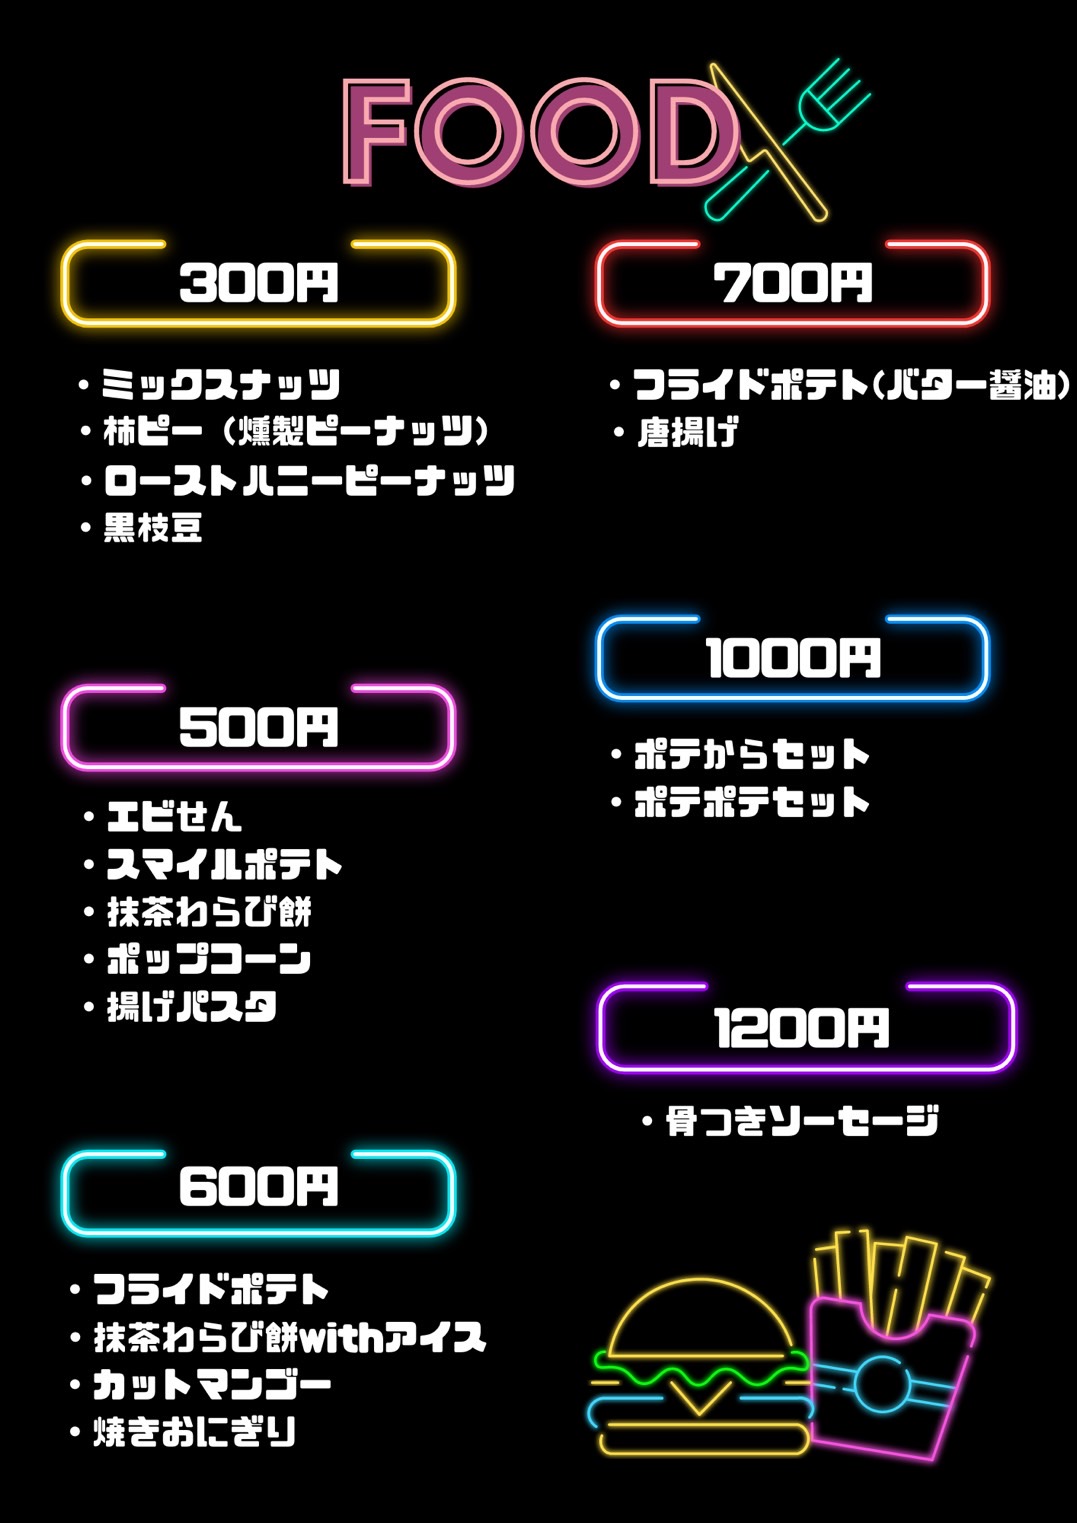 FOOD
300円
・ミックスナッツ
・柿ピー（燻製ピーナッツ）
・ローストハニーピーナッツ
・黒枝豆
500円
・エビせん
・スマイルポテト
・抹茶わらび餅
・ポップコーン
・揚げパスタ
600円
・フライドポテト
・抹茶わらび餅withアイス
・カットマンゴー
・焼きおにぎり
700円
・フライドポテト(バター醤油)
・唐揚げ
1000円
・ポテからセット
・ポテポテセット
1200円
・骨つきソーセージ